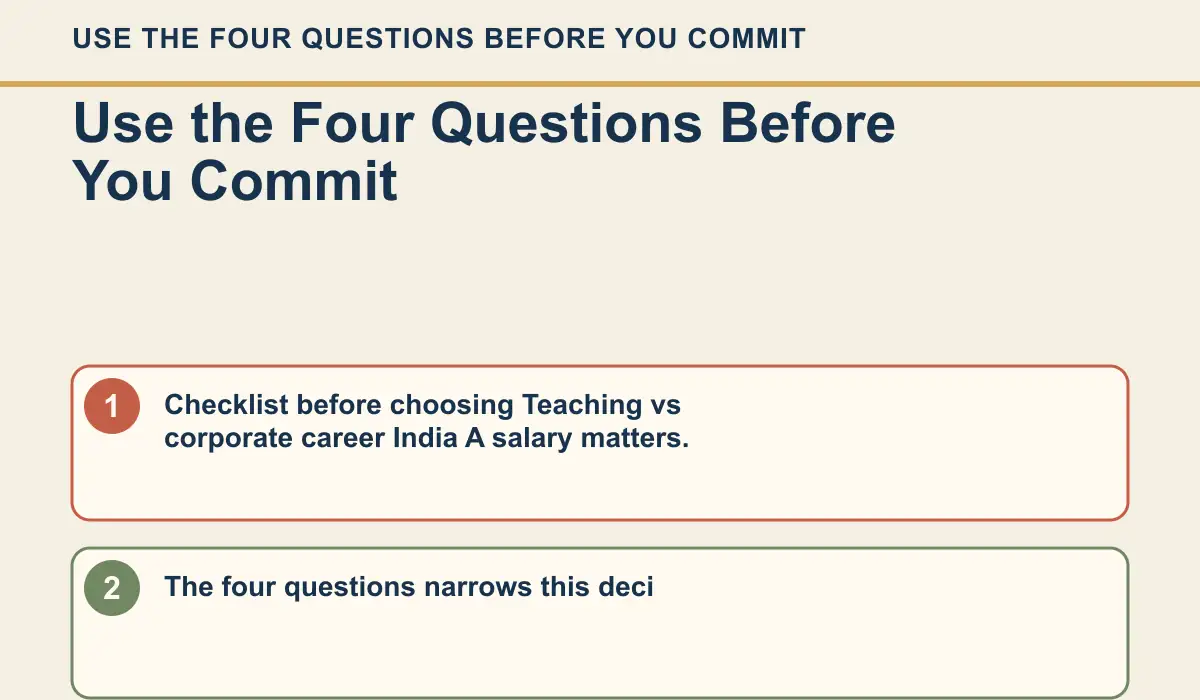 USE THE FOUR QUESTIONS BEFORE YOU COMMIT
Use the Four Questions Before
You Commit
1
Checklist before choosing Teaching vs
corporate career India A salary matters.
2
The four questions narrows this deci